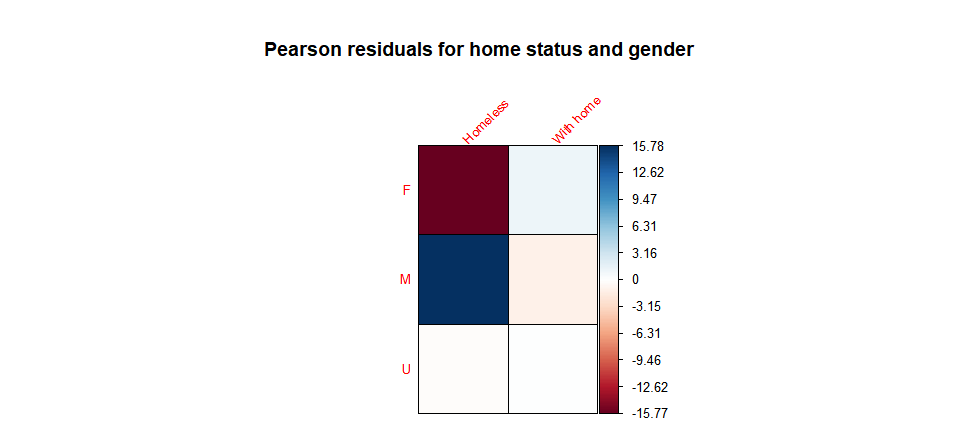 Pearson residuals for home status and gender
Homeless
With home
F
M
U
15.78
12.62
9.47
6.31
3.16
0
-3.15
-6.31
-9.46
-12.62
-15.77